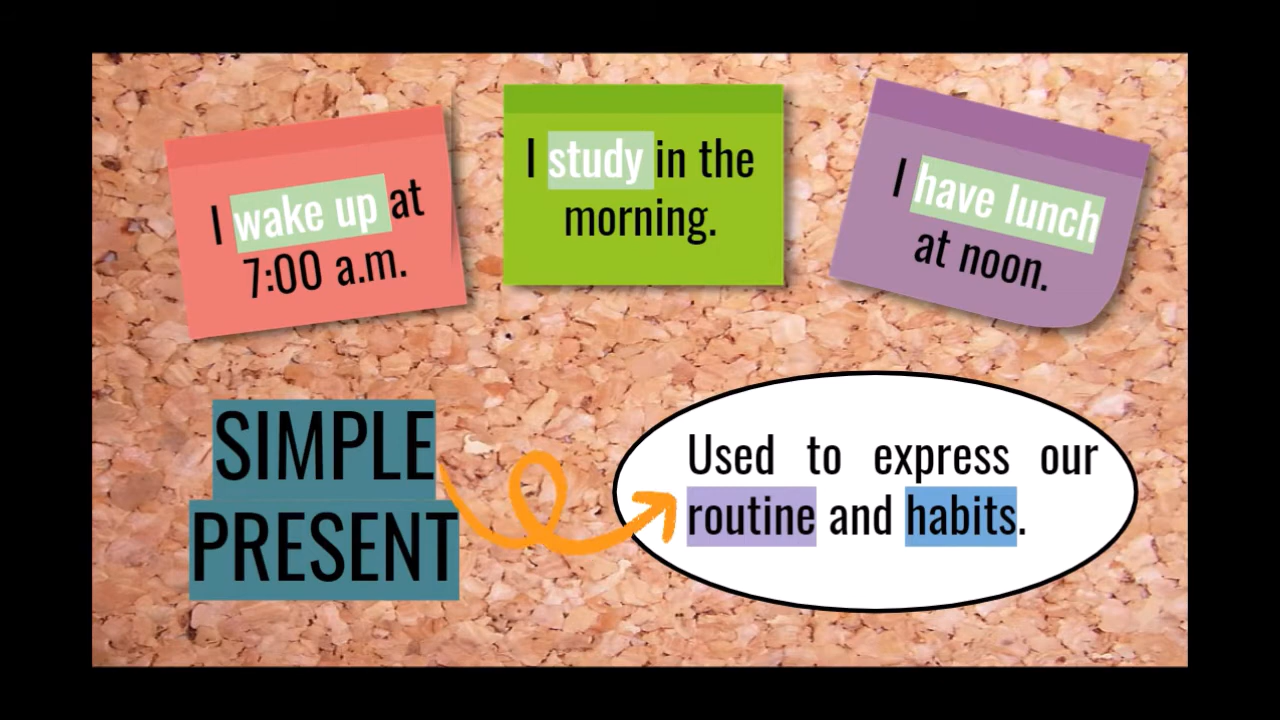 I wake up at
7:00 a.m.
I study in the
morning.
I have lunch
at noon.
SIMPLE
PRESENT
Used to express our
routine and habits.